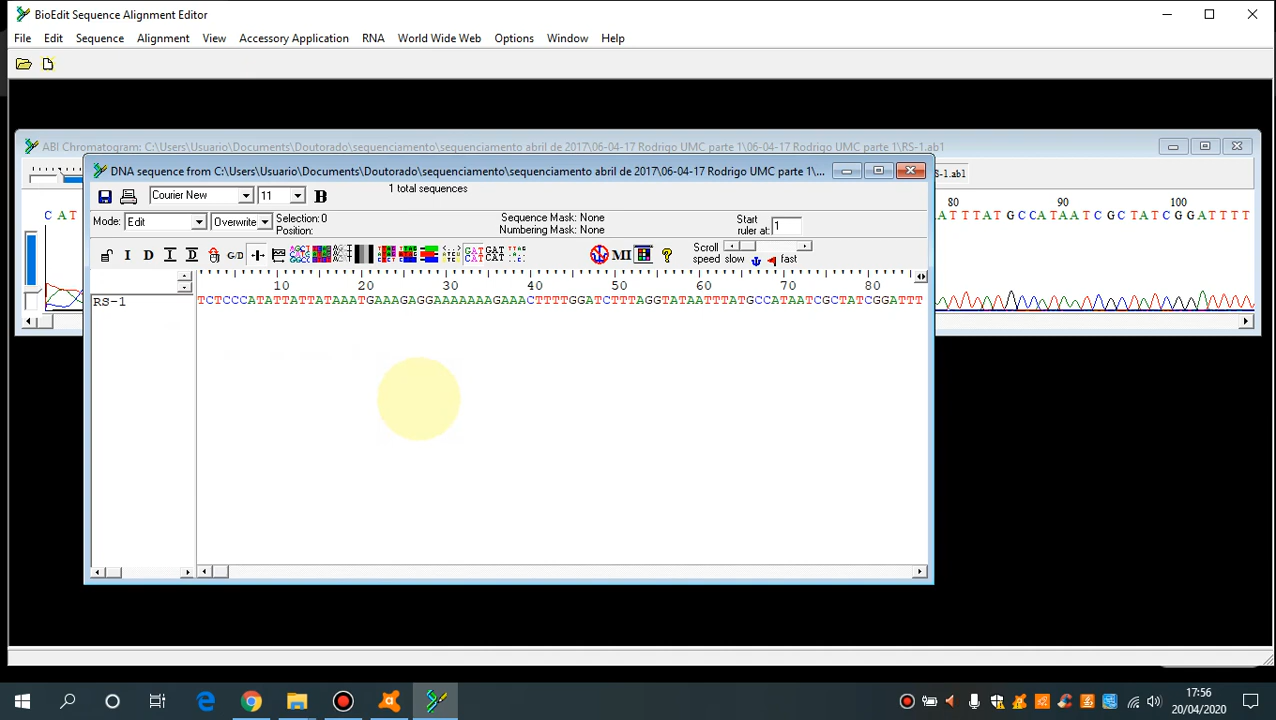 BioEdit Sequence Alignment Editor
File Edit Sequence Alignment View Accessory Application RNA World Wide Web Options Window Help
ABI Chromatogram: C:\Users\Usuario\Documents\Doutorado\sequenciamento\sequenciamento abril de 2017\06-04-17 Rodrigo UMC parte 1\06-04-17 Rodrigo UMC parte 1\RS-1.ab1
DNA sequence from C:\Users\Usuario\Documents\Doutorado\sequenciamento\sequenciamento abril de 2017\06-04-17 Rodrigo UMC parte 1\...
S-1.ab1
Courier New 11 B 1 total sequences
80 90 100
C A T ATTTATGCCATAATCGCTATCGGATTTT
Mode: Edit Overwrite Selection: 0
Position:
Sequence Mask: None
Numbering Mask: None
Start
ruler at: 1
I D I D G/D MI ? Scroll
speed slow fast
10 20 30 40 50 60 70 80
RS-1 TCTCCCATATTATTATAAATGAAAGAGGAAAAAAAGAAACTTTTGGATCTTTAGGTATAATTTATGCCATAATCGCTATCGGATTT
17:56
20/04/2020